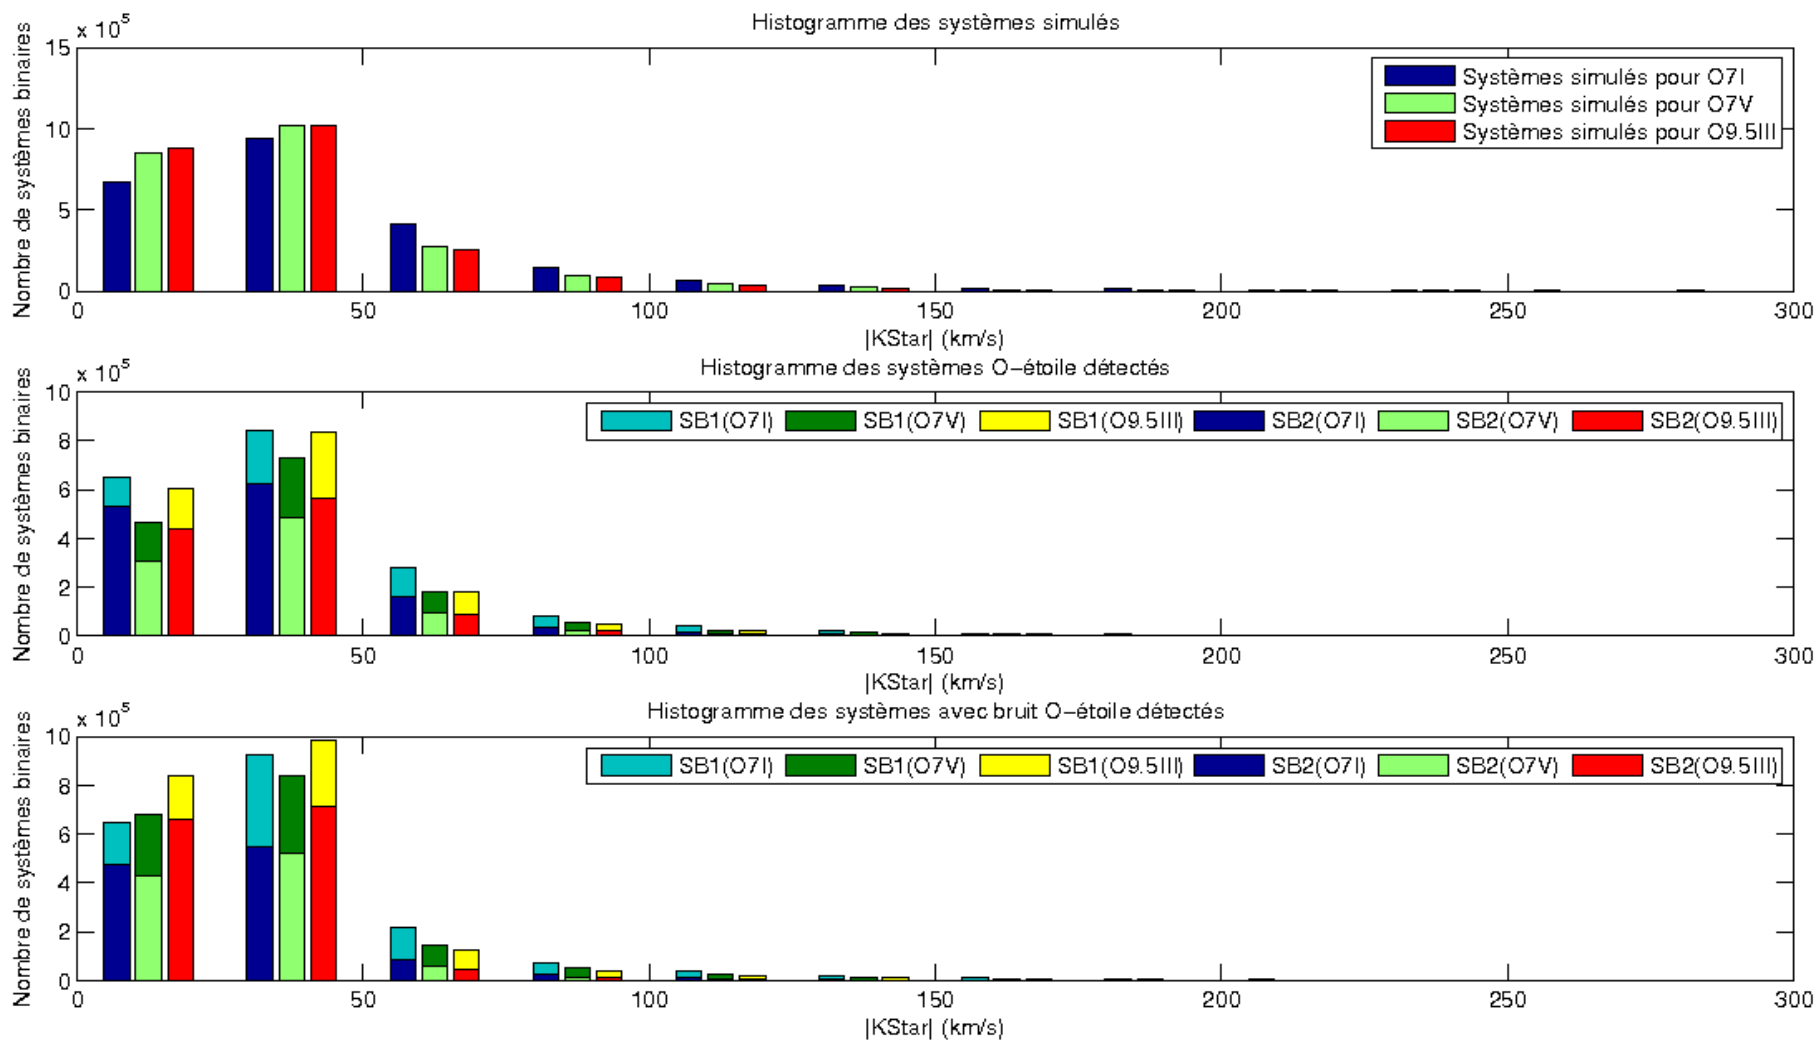 Histogramme des systèmes simulés
x 10^5
15
10
5
0
Nombre de systèmes binaires
Systèmes simulés pour O7I
Systèmes simulés pour O7V
Systèmes simulés pour O9.5III
0 50 100 150 200 250 300
|KStar| (km/s)
Histogramme des systèmes O-étoile détectés
x 10^5
10
8
6
4
2
0
Nombre de systèmes binaires
SB1(O7I) SB1(O7V) SB1(O9.5III) SB2(O7I) SB2(O7V) SB2(O9.5III)
0 50 100 150 200 250 300
|KStar| (km/s)
Histogramme des systèmes avec bruit O-étoile détectés
x 10^5
10
8
6
4
2
0
Nombre de systèmes binaires
SB1(O7I) SB1(O7V) SB1(O9.5III) SB2(O7I) SB2(O7V) SB2(O9.5III)
0 50 100 150 200 250 300
|KStar| (km/s)